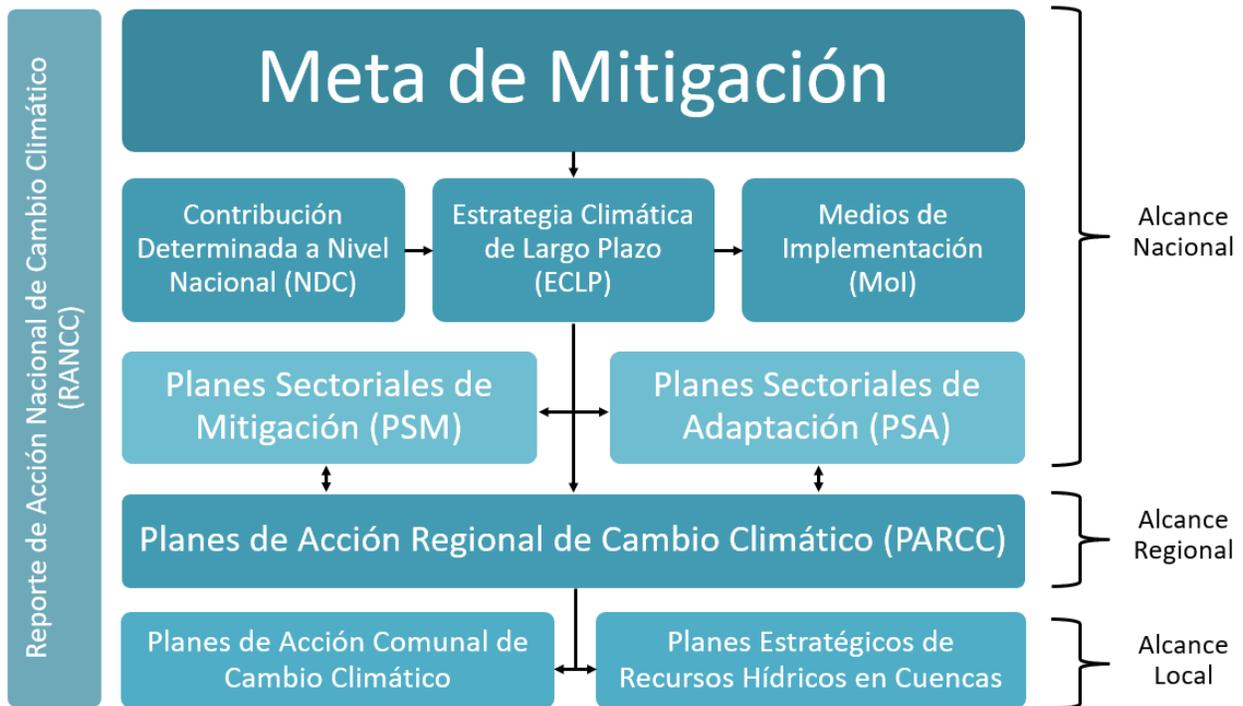 Reporte de Acción Nacional de Cambio Climático
(RANCC)
Meta de Mitigación
Contribución
Determinada a Nivel
Nacional (NDC)
Estrategia Climática
de Largo Plazo
(ECLP)
Medios de
Implementación
(MoI)
Alcance
Nacional
Planes Sectoriales de
Mitigación (PSM)
Planes Sectoriales de
Adaptación (PSA)
Planes de Acción Regional de Cambio Climático (PARCC)
Alcance
Regional
Planes de Acción Comunal de
Cambio Climático
Planes Estratégicos de
Recursos Hídricos en Cuencas
Alcance
Local